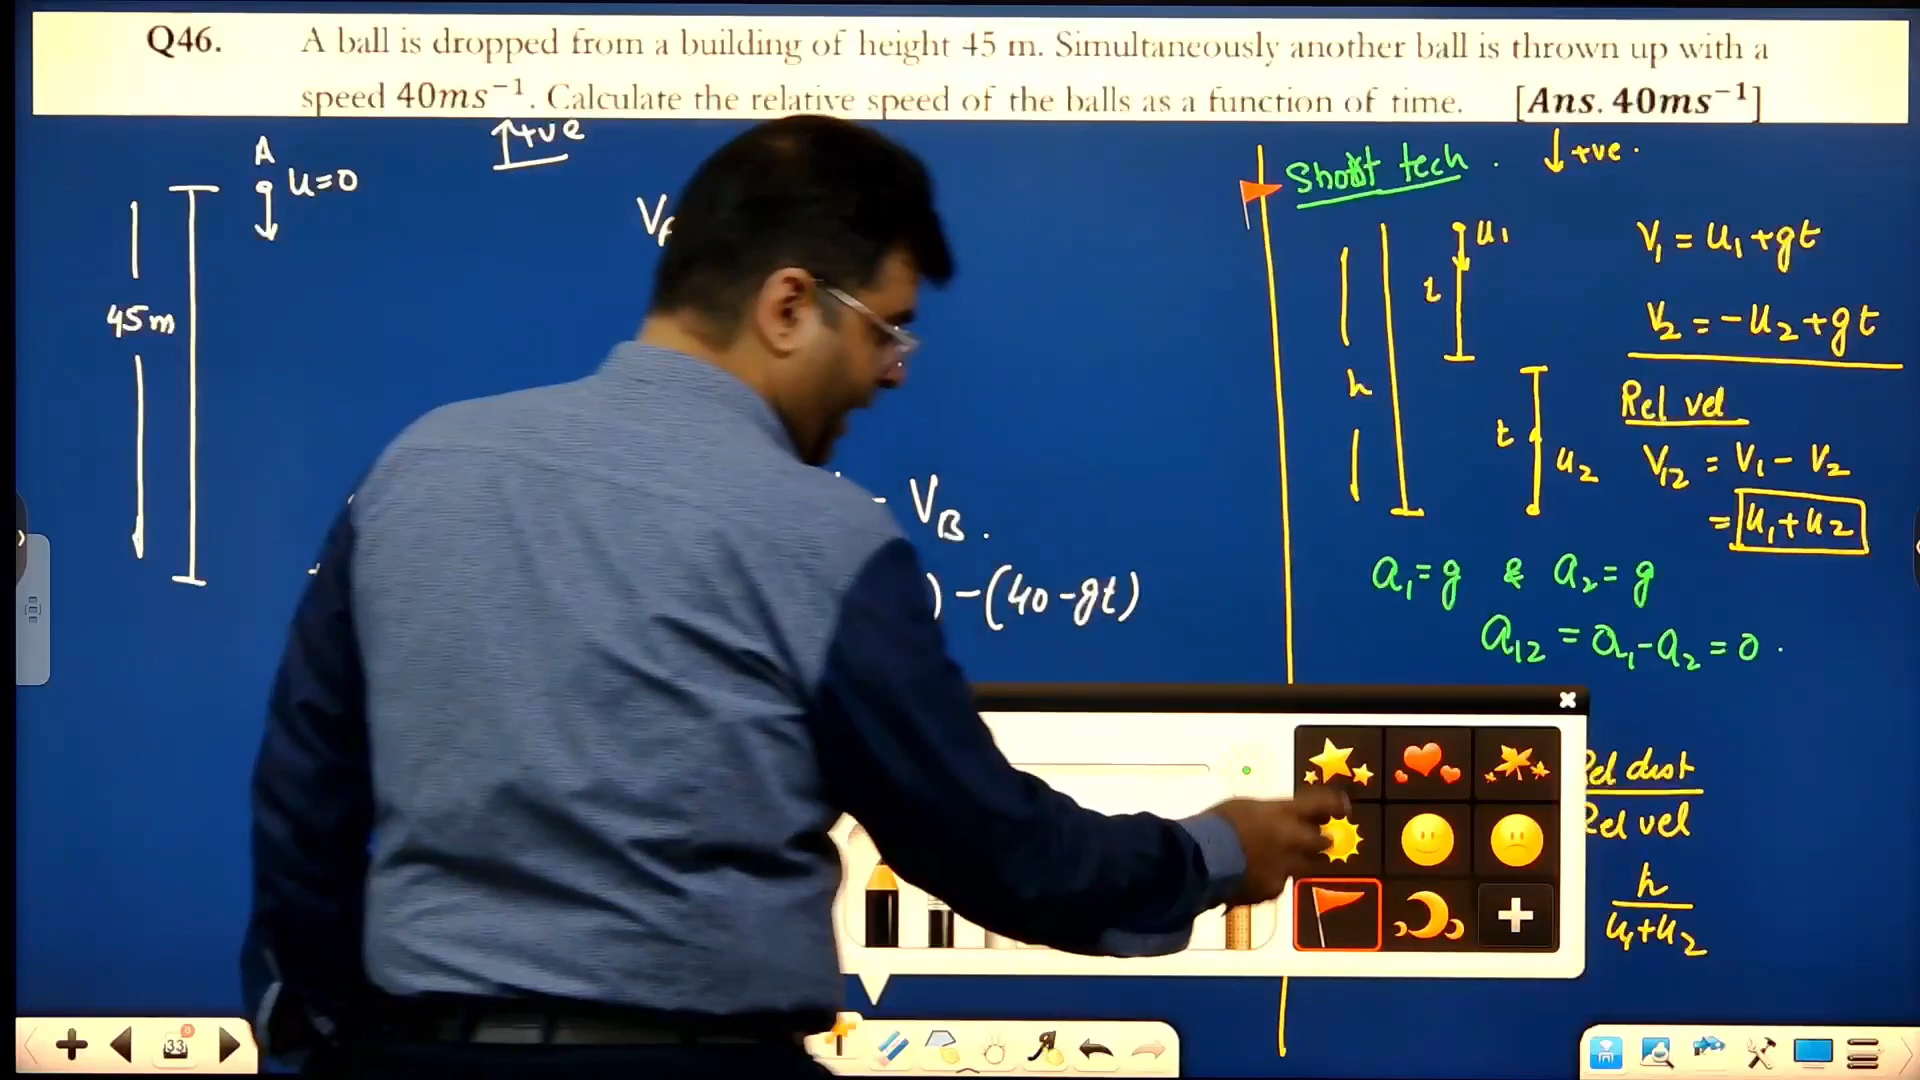 Q46. A ball is dropped from a building of height 45 m. Simultaneously another ball is thrown up with a
speed 40ms⁻¹. Calculate the relative speed of the balls as a function of time. [Ans. 40ms⁻¹]
↑+ve
A
u=0
45m
- V_B.
) - (40 - gt)
Short tech.
↓ +ve.
u₁
t
h
t
u₂
V₁ = u₁ + gt
V₂ = -u₂ + gt
Rel vel
V₁₂ = V₁ - V₂
= u₁ + u₂
a₁ = g & a₂ = g
a₁₂ = a₁ - a₂ = 0.
Rel dist
Rel vel
h
u₁ + u₂
33